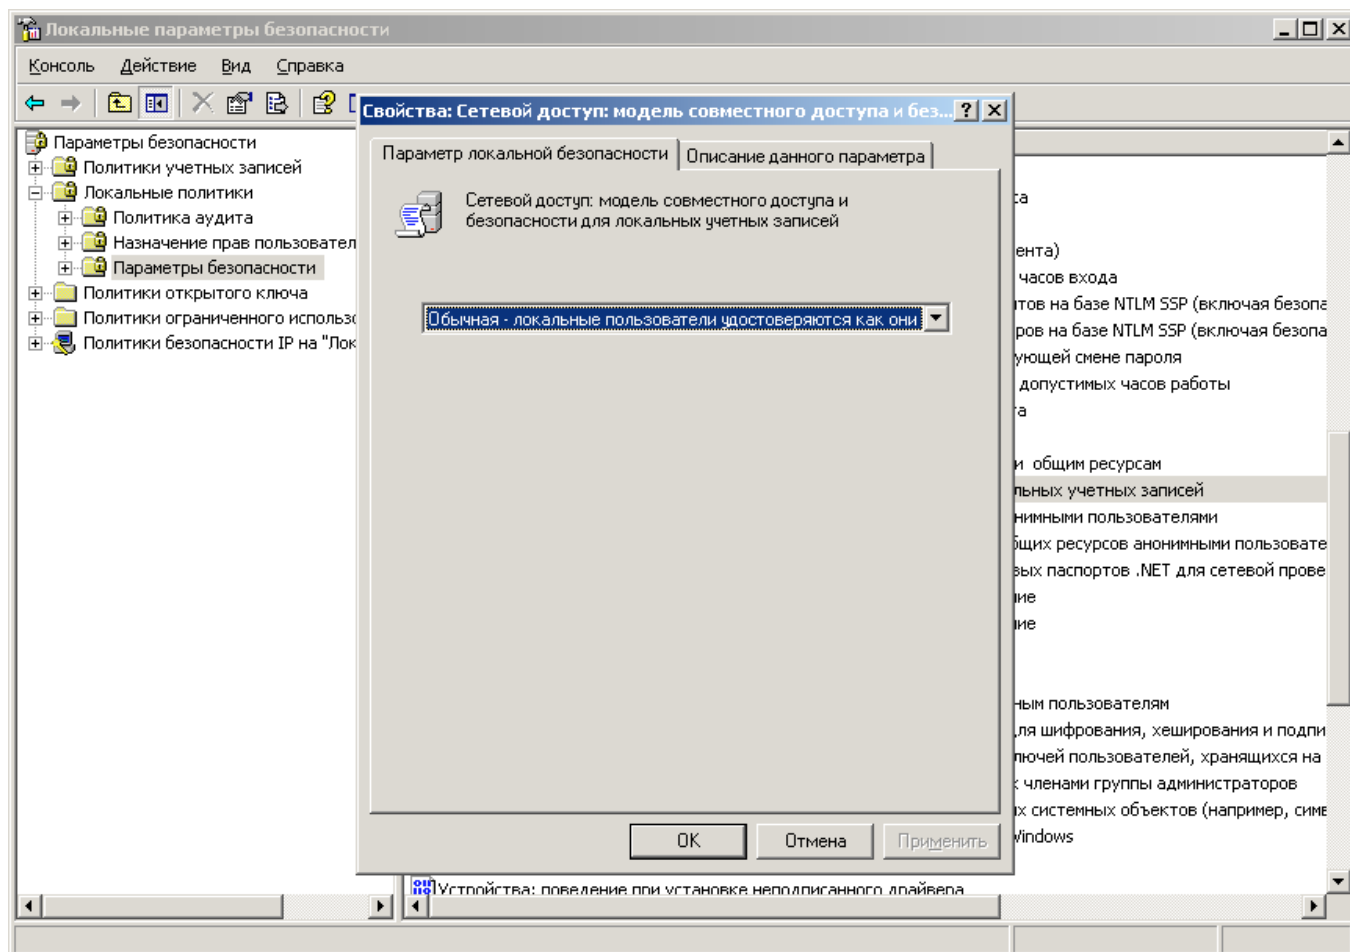 Локальные параметры безопасности
Консоль Действие Вид Справка
Свойства: Сетевой доступ: модель совместного доступа и без...
Параметры безопасности
Политики учетных записей
Локальные политики
Политика аудита
Назначение прав пользовател
Параметры безопасности
Политики открытого ключа
Политики ограниченного использо
Политики безопасности IP на "Лок
Параметр локальной безопасности
Описание данного параметра
Сетевой доступ: модель совместного доступа и
безопасности для локальных учетных записей
Обычная - локальные пользователи удостоверяются как они
OK Отмена Применить
ента)
часов входа
тов на базе NTLM SSP (включая безопа
ров на базе NTLM SSP (включая безопа
ующей смене пароля
допустимых часов работы
и общим ресурсам
льных учетных записей
нимными пользователями
бщих ресурсов анонимными пользовате
вых паспортов .NET для сетевой прове
ние
ние
ным пользователям
для шифрования, хеширования и подпи
лючей пользователей, хранящихся на
членами группы администраторов
х системных объектов (например, симв
Windows
Устройства: поведение при установке неподписанного драйвера